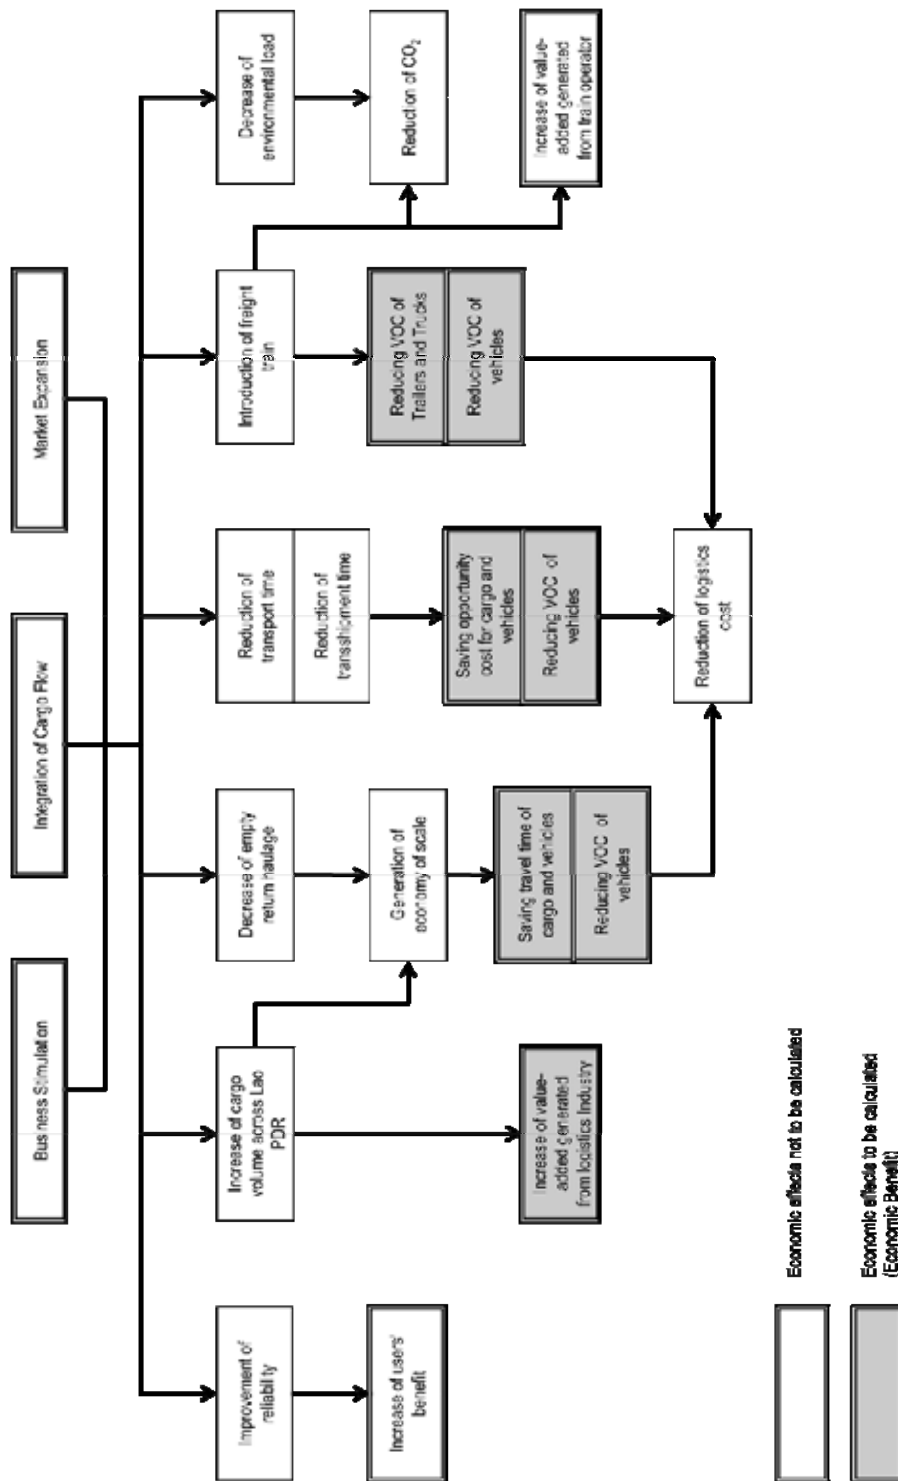 Business Stimulation
Integration of Cargo Flow
Market Expansion
Improvement of
reliability
Increase of cargo
volume across Lao
PDR
Decrease of empty
return haulage
Reduction of
transport time
Reduction of
transshipment time
Introduction of freight
train
Decrease of
environmental load
Increase of users'
benefit
Generation of
economy of scale
Reducing VOC of
Trailers and Trucks
Reducing VOC of
vehicles
Reduction of CO₂
Saving opportunity
cost for cargo and
vehicles
Reducing VOC of
vehicles
Increase of value-
added generated
from logistics Industry
Saving travel time of
cargo and vehicles
Reducing VOC of
vehicles
Increase of value-
added generated
from train operator
Reduction of logistics
cost
Economic effects not to be calculated
Economic effects to be calculated
(Economic Benefit)